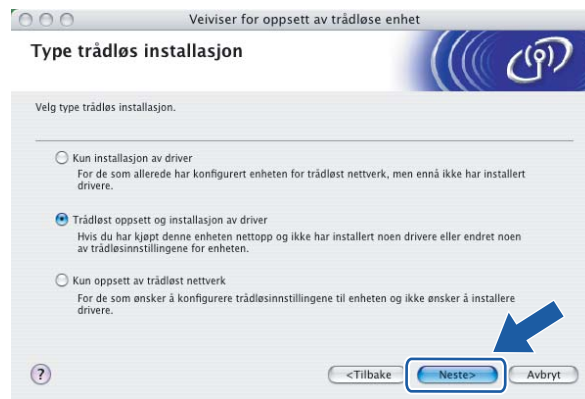 Veiviser for oppsett av trådløse enhet
Type trådløs installasjon
Velg type trådløs installasjon.
Kun installasjon av driver
For de som allerede har konfigurert enheten for trådløst nettverk, men ennå ikke har installert
drivere.
Trådløst oppsett og installasjon av driver
Hvis du har kjøpt denne enheten nettopp og ikke har installert noen drivere eller endret noen
av trådløsinnstillingene for enheten.
Kun oppsett av trådløst nettverk
For de som ønsker å konfigurere trådløsinnstillingene til enheten og ikke ønsker å installere
drivere.
? <Tilbake Neste> Avbryt